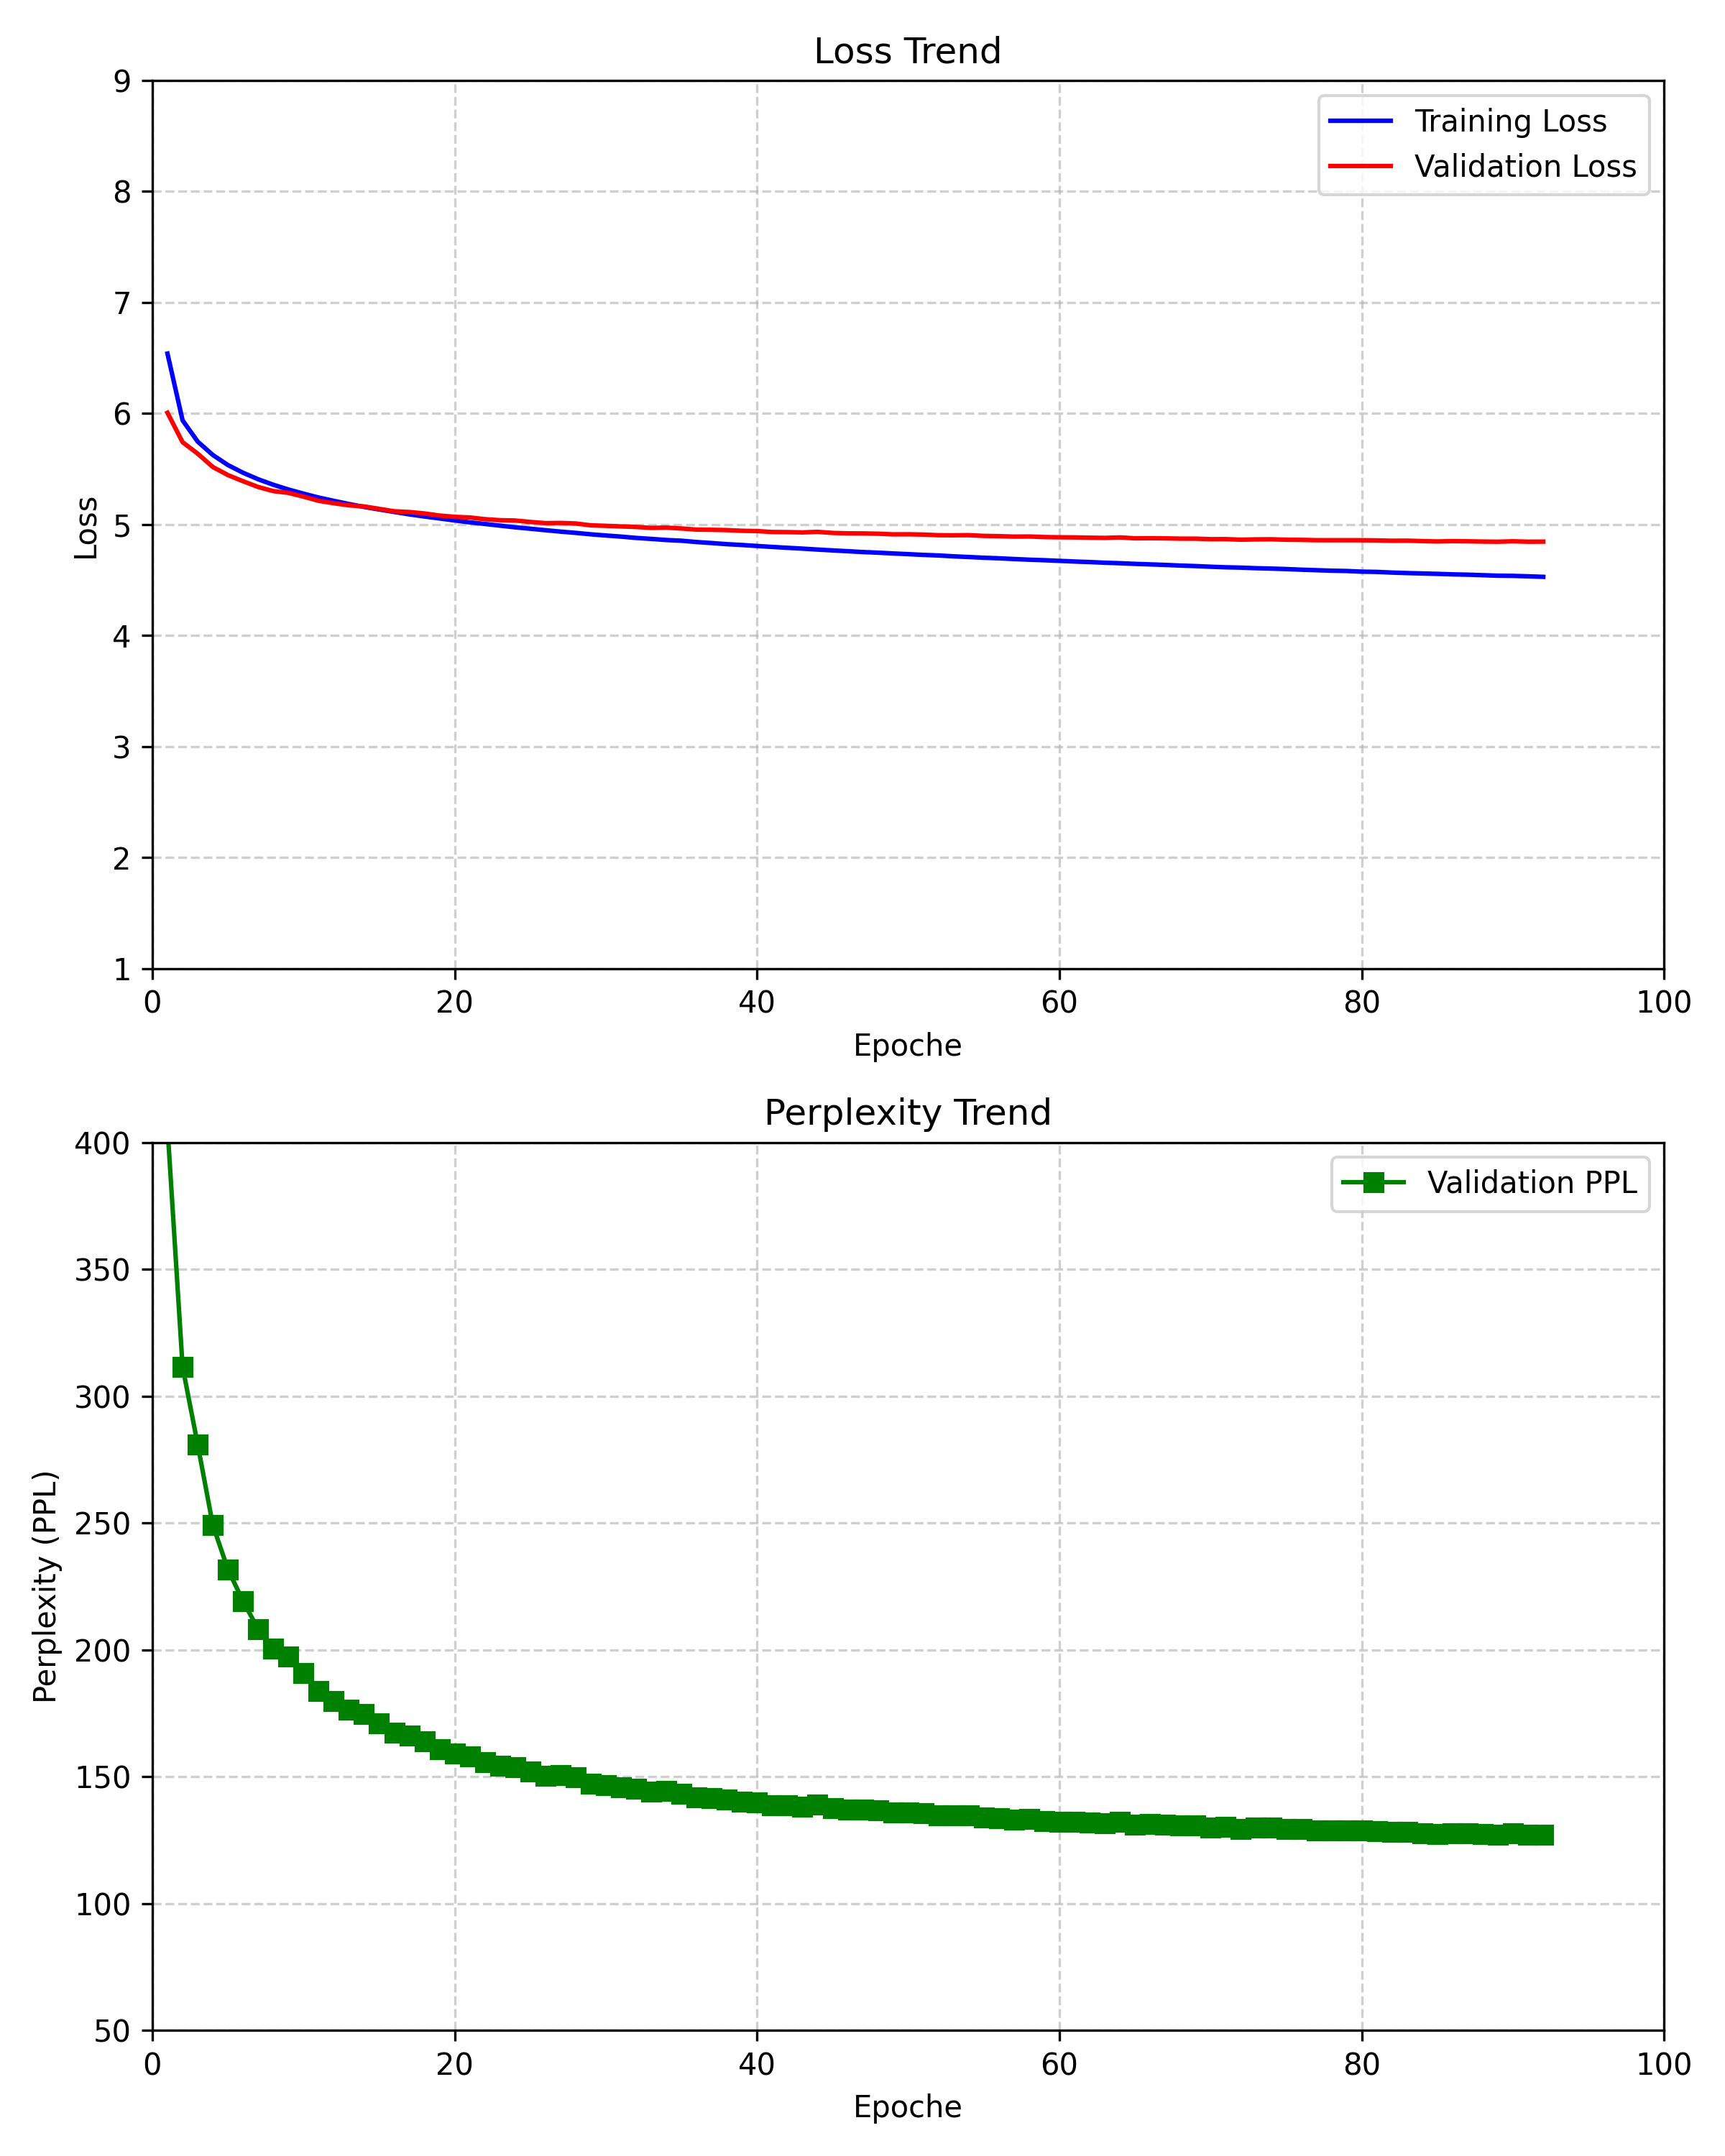 Loss Trend
9
8
7
6
5
4
3
2
1
Loss
Training Loss
Validation Loss
0 20 40 60 80 100
Epoche
Perplexity Trend
400
350
300
250
200
150
100
50
Perplexity (PPL)
Validation PPL
0 20 40 60 80 100
Epoche